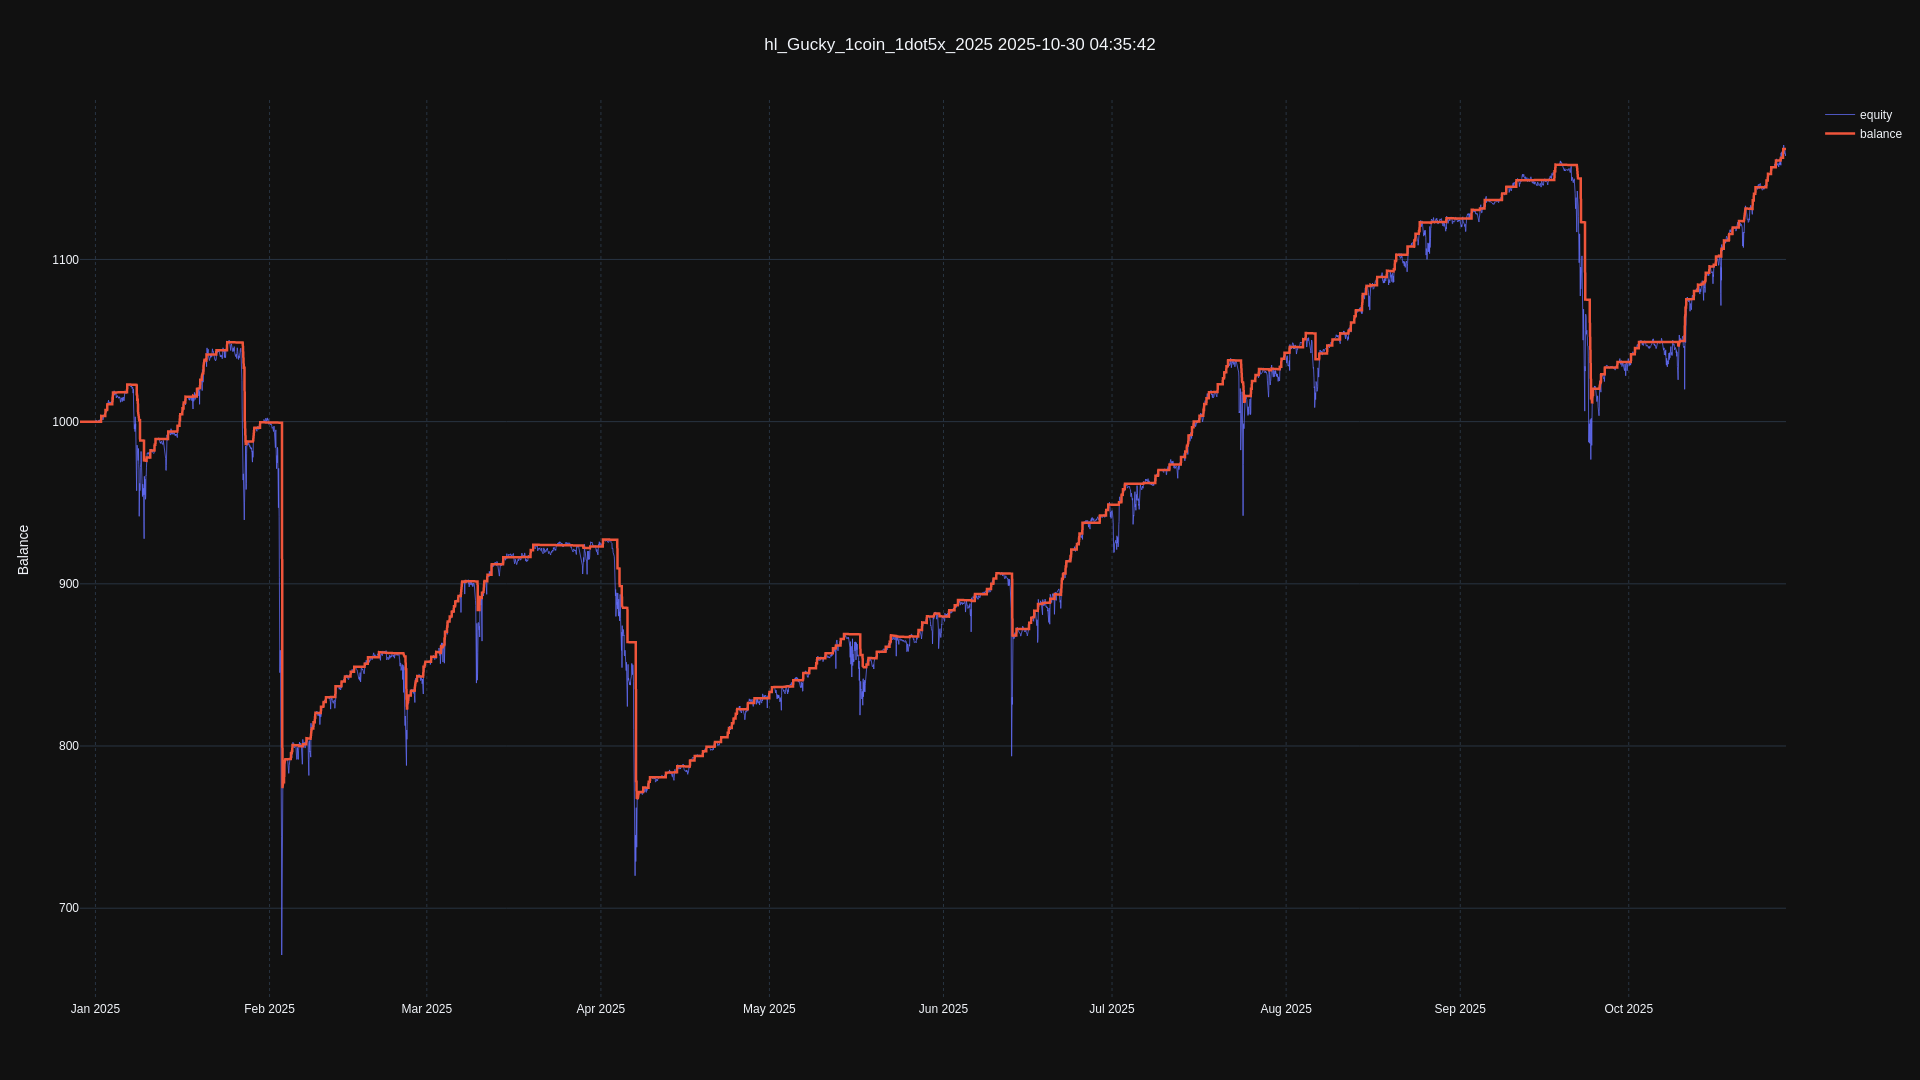 hl_Gucky_1coin_1dot5x_2025 2025-10-30 04:35:42
equity
balance
Balance
1100
1000
900
800
700
Jan 2025
Feb 2025
Mar 2025
Apr 2025
May 2025
Jun 2025
Jul 2025
Aug 2025
Sep 2025
Oct 2025